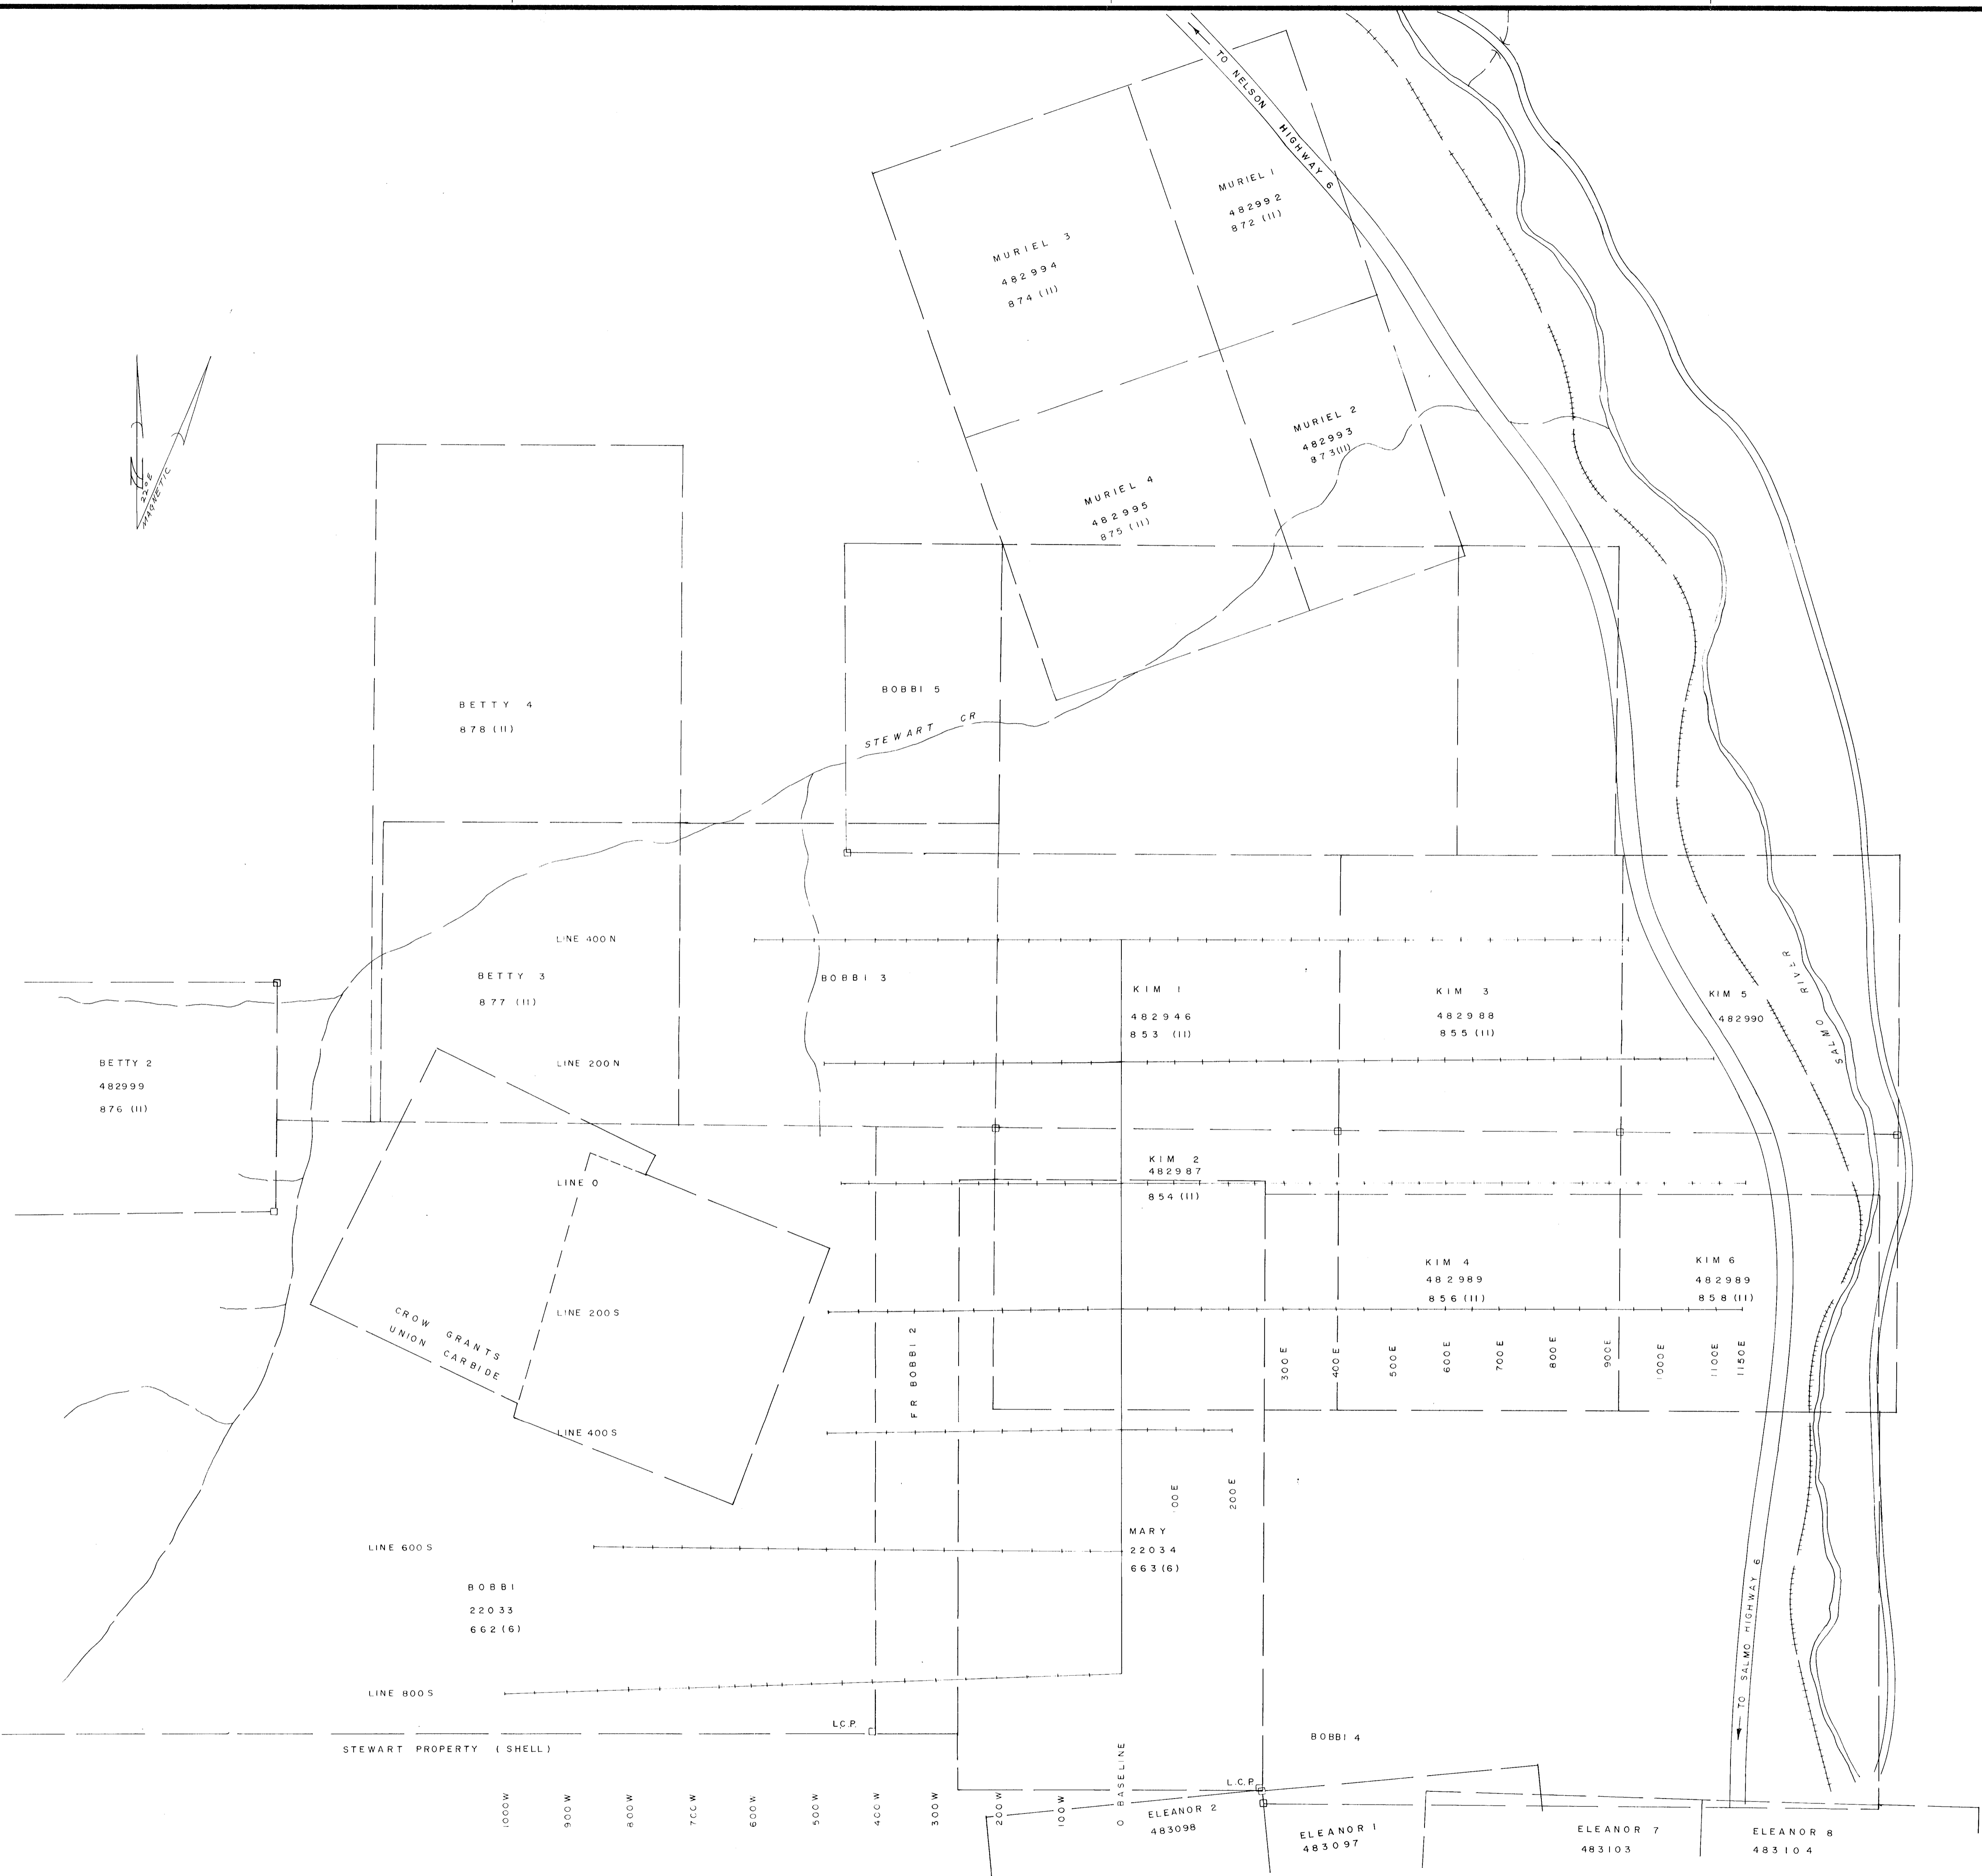 TO NELSON HIGHWAY 6
MURIEL 1
482992
872 (11)
MURIEL 3
482994
874 (11)
MURIEL 2
482993
873(11)
MURIEL 4
482995
875 (11)
22° E
MAGNETIC
BETTY 4
878 (11)
BOBBI 5
STEWART CR
LINE 400 N
BETTY 3
877 (11)
BOBBI 3
KIM 1
482946
853 (11)
KIM 3
482988
855 (11)
KIM 5
482990
SALMO RIVER
BETTY 2
482999
876 (11)
LINE 200 N
KIM 2
482987
854 (11)
LINE 0
KIM 4
482989
856 (11)
KIM 6
482989
858 (11)
CROW GRANTS
UNION CARBIDE
LINE 200 S
FR BOBBI 2
300 E
400 E
500 E
600 E
700 E
800 E
900 E
1000 E
1100 E
1150 E
LINE 400 S
00 E
200 E
LINE 600 S
MARY
22034
663 (6)
BOBBI
22033
662 (6)
LINE 800 S
L.C.P.
TO SALMO HIGHWAY 6
STEWART PROPERTY (SHELL)
BOBBI 4
L.C.P.
1000 W
900 W
800 W
700 W
600 W
500 W
400 W
300 W
200 W
100 W
0 BASELINE
ELEANOR 2
483098
ELEANOR 1
483097
ELEANOR 7
483103
ELEANOR 8
483104